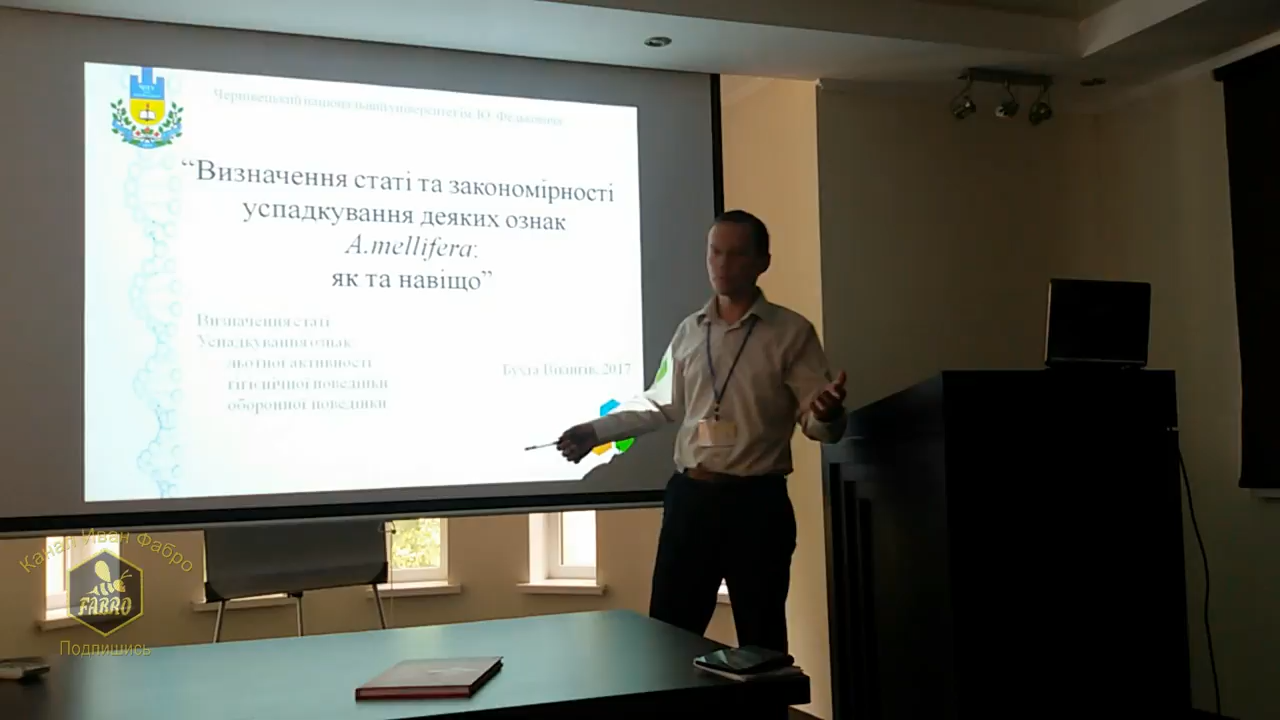 Чернівецький національний університет ім. Ю. Федьковича
“Визначення статі та закономірності
успадкування деяких ознак
A.mellifera:
як та навіщо”
Визначення статі
Успадкування ознак
льотної активності
гігієнічної поведінки
оборонної поведінки
Бухта Вікінгів, 2017
Канал Иван Фабро
FABRO
Подпишись